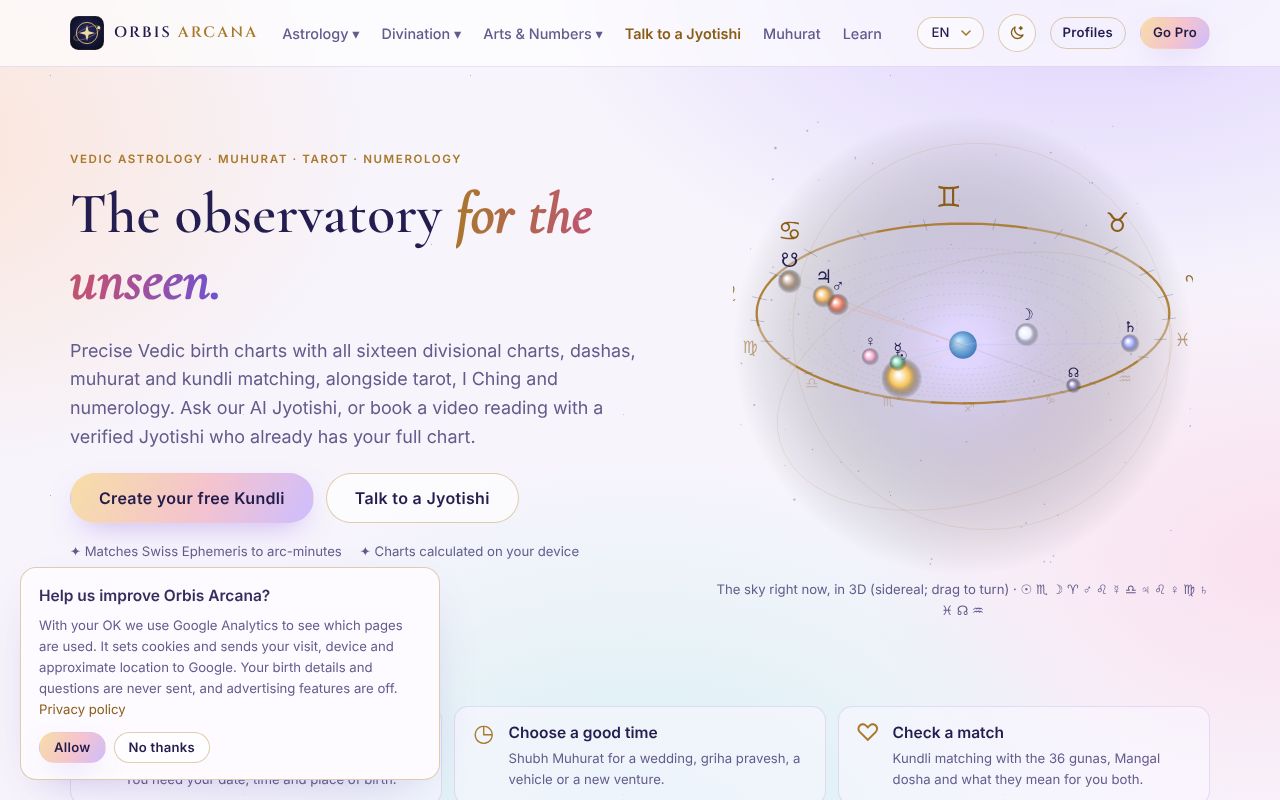 ORBIS ARCANA
Astrology ▾
Divination ▾
Arts & Numbers ▾
Talk to a Jyotishi
Muhurat
Learn
EN
Profiles
Go Pro
VEDIC ASTROLOGY · MUHURAT · TAROT · NUMEROLOGY
The observatory for the
unseen.
Precise Vedic birth charts with all sixteen divisional charts, dashas,
muhurat and kundli matching, alongside tarot, I Ching and
numerology. Ask our AI Jyotishi, or book a video reading with a
verified Jyotishi who already has your full chart.
Create your free Kundli
Talk to a Jyotishi
✦ Matches Swiss Ephemeris to arc-minutes
✦ Charts calculated on your device
The sky right now, in 3D (sidereal; drag to turn) · ☉ ♏ ☽ ♈ ♂ ♌ ☿ ♎ ♃ ♌ ♀ ♍ ♄
♓ ☊ ♒
Help us improve Orbis Arcana?
With your OK we use Google Analytics to see which pages
are used. It sets cookies and sends your visit, device and
approximate location to Google. Your birth details and
questions are never sent, and advertising features are off.
Privacy policy
Allow
No thanks
You need your date, time and place of birth.
Choose a good time
Shubh Muhurat for a wedding, griha pravesh, a
vehicle or a new venture.
Check a match
Kundli matching with the 36 gunas, Mangal
dosha and what they mean for you both.